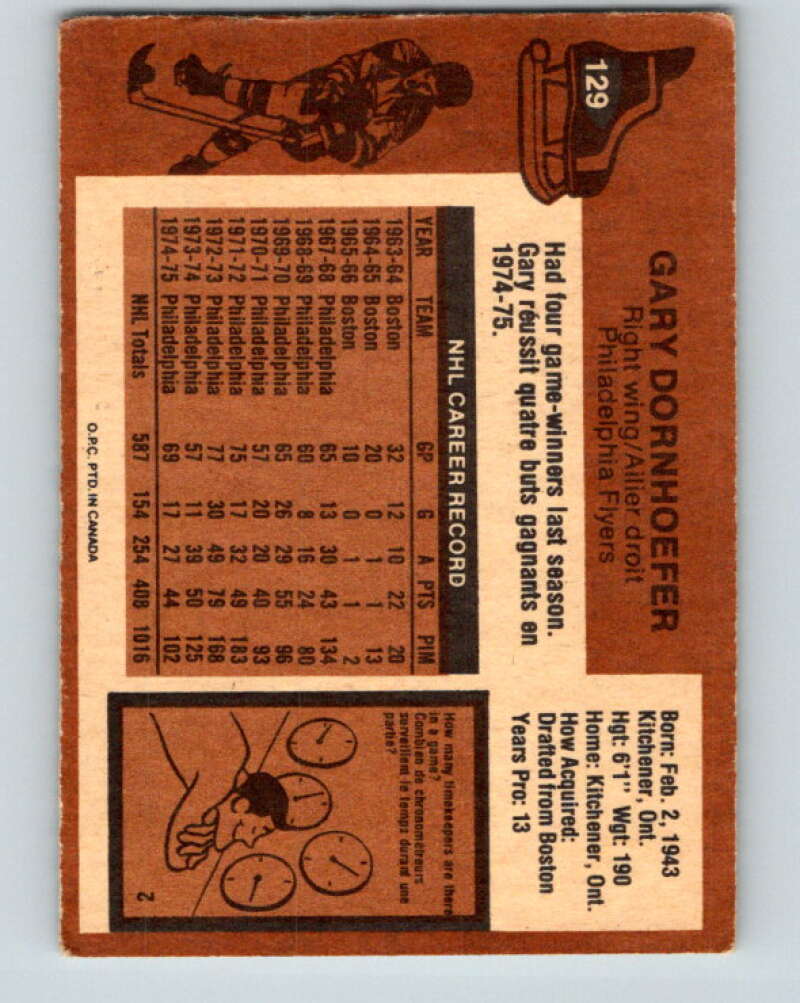 129
GARY DORNHOEFER
Right wing/Ailier droit
Philadelphia Flyers
Born: Feb. 2, 1943
Kitchener, Ont.
Hgt: 6'1" Wgt: 190
Home: Kitchener, Ont.
How Acquired:
Drafted from Boston
Years Pro: 13
Had four game-winners last season.
Gary réussit quatre buts gagnants en
1974-75.
NHL CAREER RECORD
YEAR TEAM GP G A PTS PIM
1963-64 Boston 32 12 10 22 20
1964-65 Boston 20 0 1 1 13
1965-66 Boston 10 0 1 1 2
1967-68 Philadelphia 65 13 30 43 134
1968-69 Philadelphia 60 8 16 24 80
1969-70 Philadelphia 65 26 29 55 96
1970-71 Philadelphia 57 20 20 40 93
1971-72 Philadelphia 75 17 32 49 183
1972-73 Philadelphia 77 30 49 79 168
1973-74 Philadelphia 57 11 39 50 125
1974-75 Philadelphia 69 17 27 44 102
NHL Totals 587 154 254 408 1016
How many timekeepers are there
in a game?
Combien de chronométreurs
surveillent le temps durant une
partie?
2
O.P.C. PTD. IN CANADA